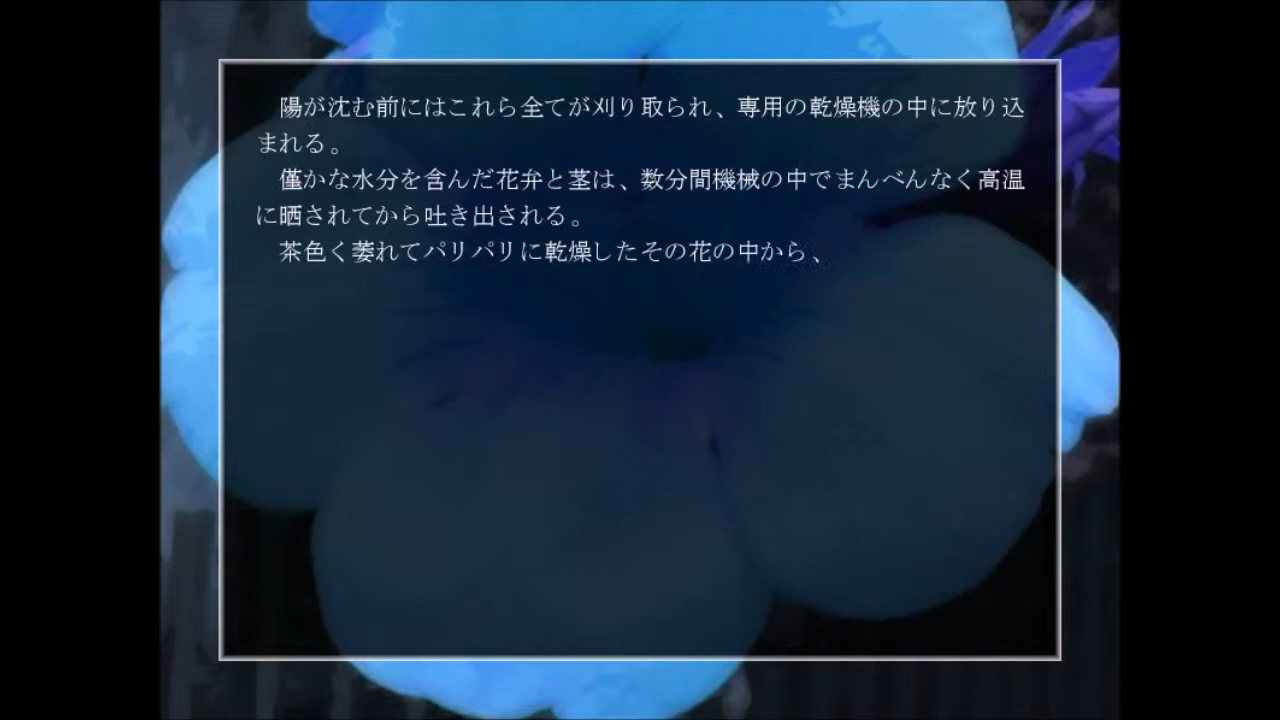 陽が沈む前にはこれら全てが刈り取られ、専用の乾燥機の中に放り込
まれる。
僅かな水分を含んだ花弁と茎は、数分間機械の中でまんべんなく高温
に晒されてから吐き出される。
茶色く萎れてパリパリに乾燥したその花の中から、